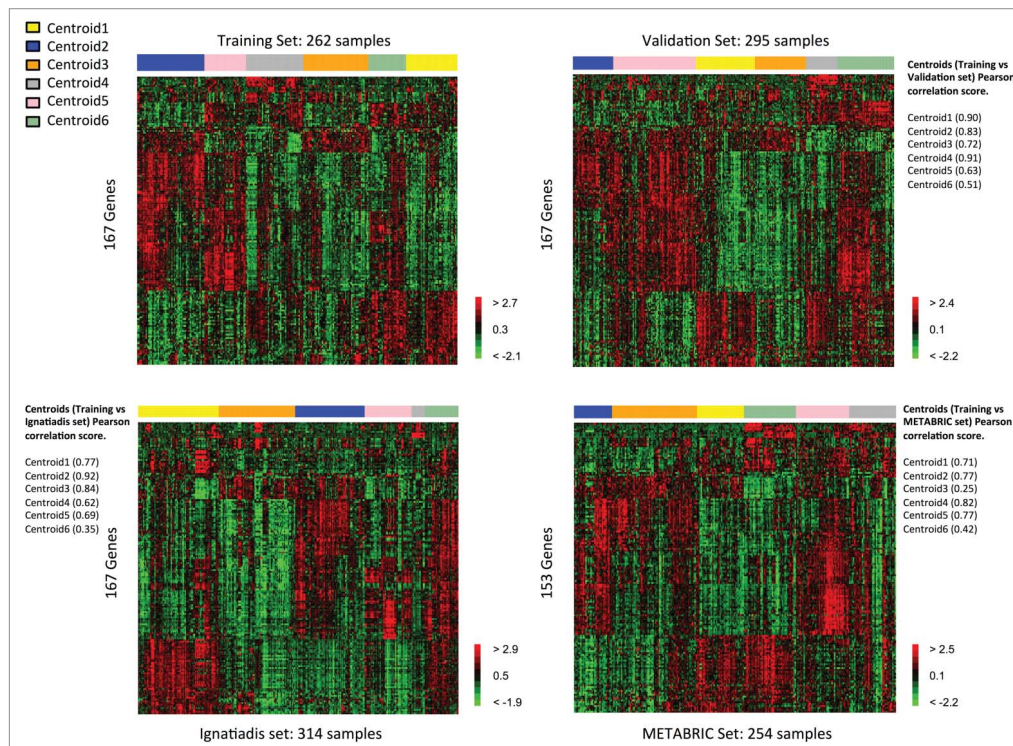 Centroid1
Centroid2
Centroid3
Centroid4
Centroid5
Centroid6
Training Set: 262 samples
167 Genes
> 2.7
0.3
< -2.1
Validation Set: 295 samples
167 Genes
Centroids (Training vs
Validation set) Pearson
correlation score.
Centroid1 (0.90)
Centroid2 (0.83)
Centroid3 (0.72)
Centroid4 (0.91)
Centroid5 (0.63)
Centroid6 (0.51)
> 2.4
0.1
< -2.2
Centroids (Training vs
Ignatiadis set) Pearson
correlation score.
Centroid1 (0.77)
Centroid2 (0.92)
Centroid3 (0.84)
Centroid4 (0.62)
Centroid5 (0.69)
Centroid6 (0.35)
167 Genes
> 2.9
0.5
< -1.9
Ignatiadis set: 314 samples
153 Genes
Centroids (Training vs
METABRIC set) Pearson
correlation score.
Centroid1 (0.71)
Centroid2 (0.77)
Centroid3 (0.25)
Centroid4 (0.82)
Centroid5 (0.77)
Centroid6 (0.42)
> 2.5
0.1
< -2.2
METABRIC Set: 254 samples